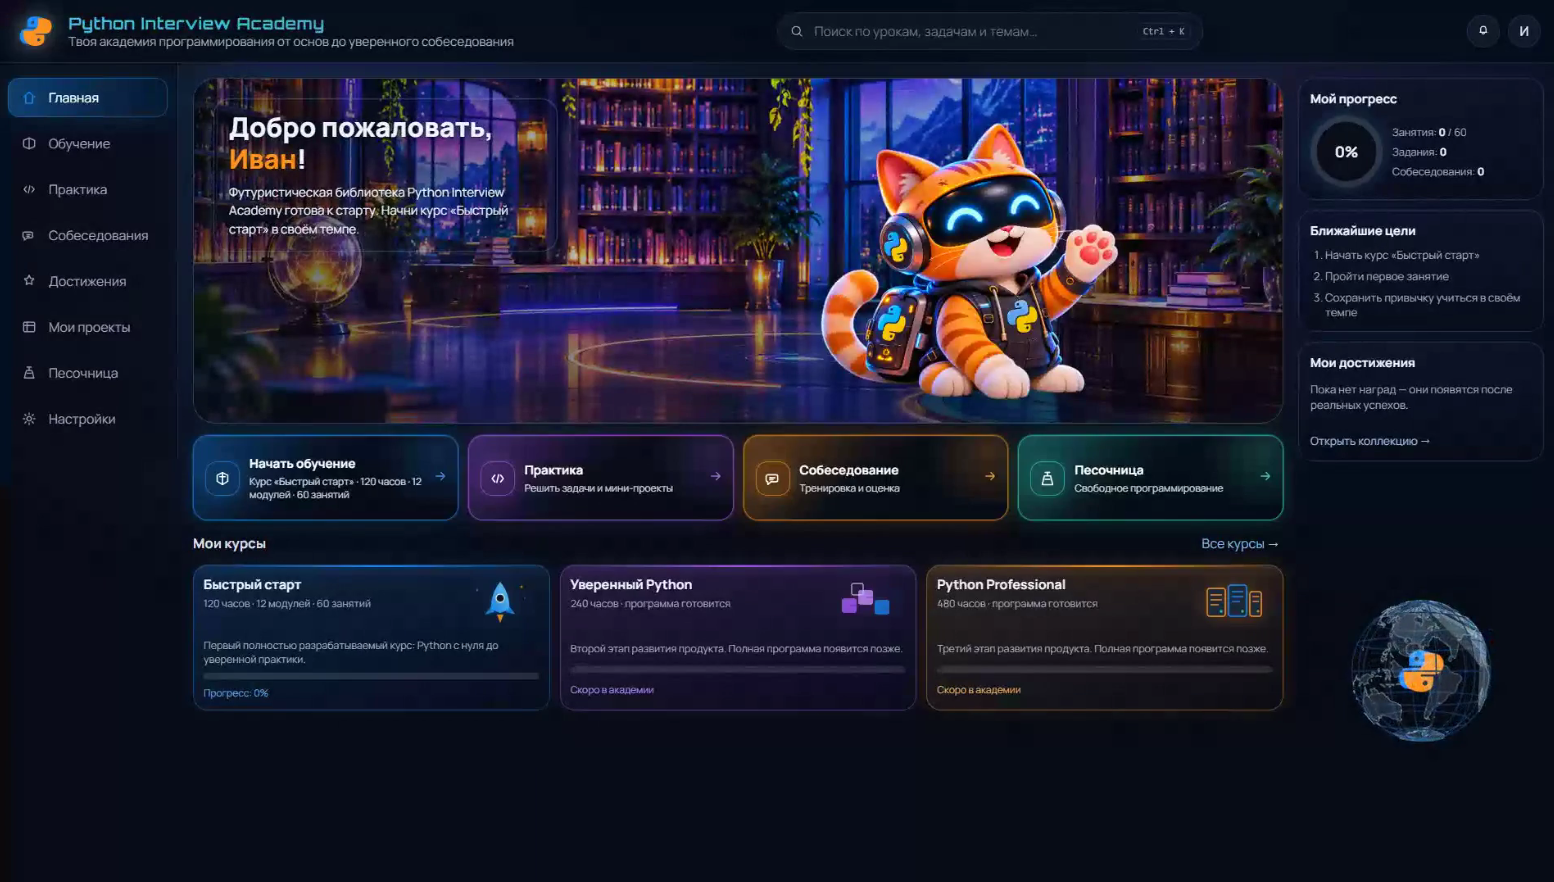 Python Interview Academy
Твоя академия программирования от основ до уверенного собеседования
Поиск по урокам, задачам и темам...
Ctrl + K
И
Главная
Обучение
Практика
Собеседования
Достижения
Мои проекты
Песочница
Настройки
Добро пожаловать,
Иван!
Футуристическая библиотека Python Interview
Academy готова к старту. Начни курс «Быстрый
старт» в своём темпе.
Начать обучение
Курс «Быстрый старт» · 120 часов · 12
модулей · 60 занятий
→
Практика
Решить задачи и мини-проекты
→
Собеседование
Тренировка и оценка
→
Песочница
Свободное программирование
→
Мои курсы
Все курсы →
Быстрый старт
120 часов · 12 модулей · 60 занятий
Первый полностью разрабатываемый курс: Python с нуля до
уверенной практики.
Прогресс: 0%
Уверенный Python
240 часов · программа готовится
Второй этап развития продукта. Полная программа появится позже.
Скоро в академии
Python Professional
480 часов · программа готовится
Третий этап развития продукта. Полная программа появится позже.
Скоро в академии
Мой прогресс
0%
Занятия: 0 / 60
Задания: 0
Собеседования: 0
Ближайшие цели
1. Начать курс «Быстрый старт»
2. Пройти первое занятие
3. Сохранить привычку учиться в своём
темпе
Мои достижения
Пока нет наград — они появятся после
реальных успехов.
Открыть коллекцию →